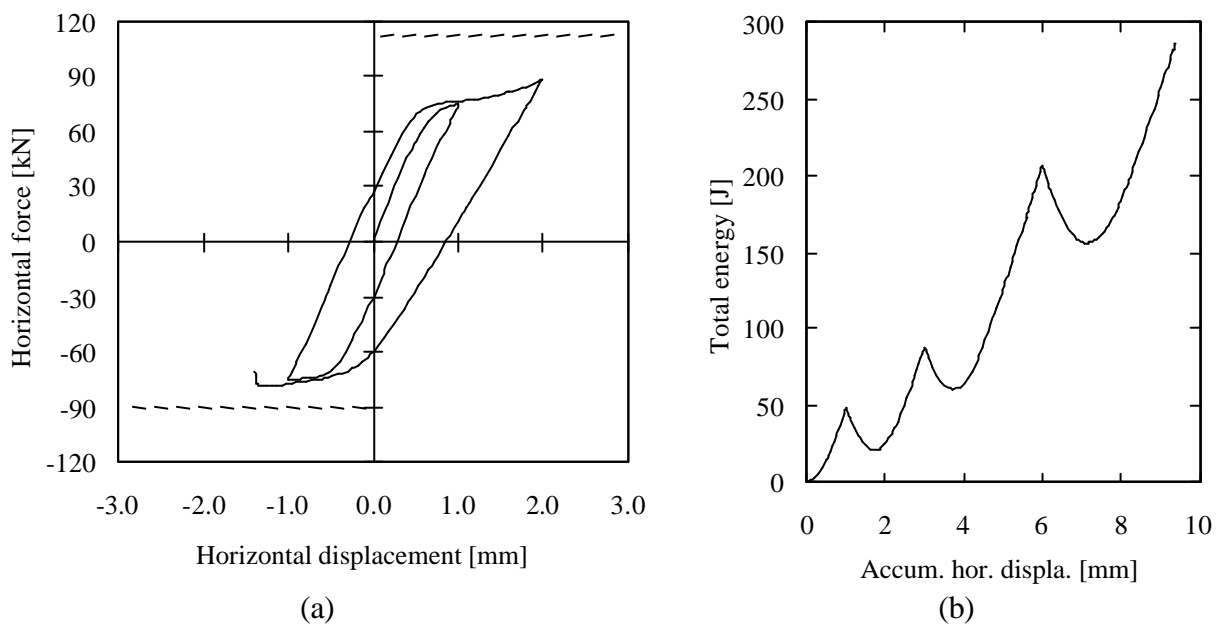 120
90
60
30
0
-30
-60
-90
-120
-3.0 -2.0 -1.0 0.0 1.0 2.0 3.0
Horizontal force [kN]
Horizontal displacement [mm]
(a)
300
250
200
150
100
50
0
0 2 4 6 8 10
Total energy [J]
Accum. hor. displa. [mm]
(b)